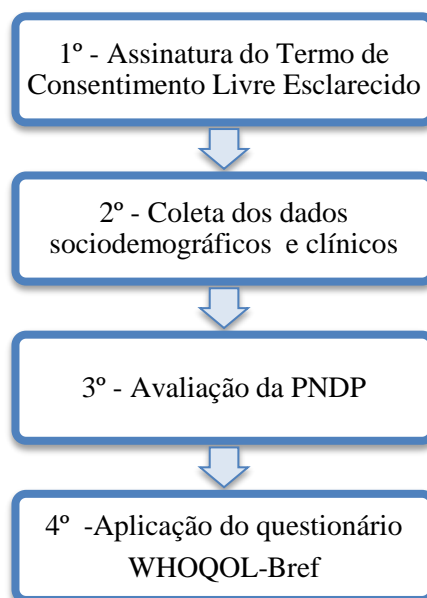 1º - Assinatura do Termo de
Consentimento Livre Esclarecido
2º - Coleta dos dados
sociodemográficos e clínicos
3º - Avaliação da PNDP
4º -Aplicação do questionário
WHOQOL-Bref